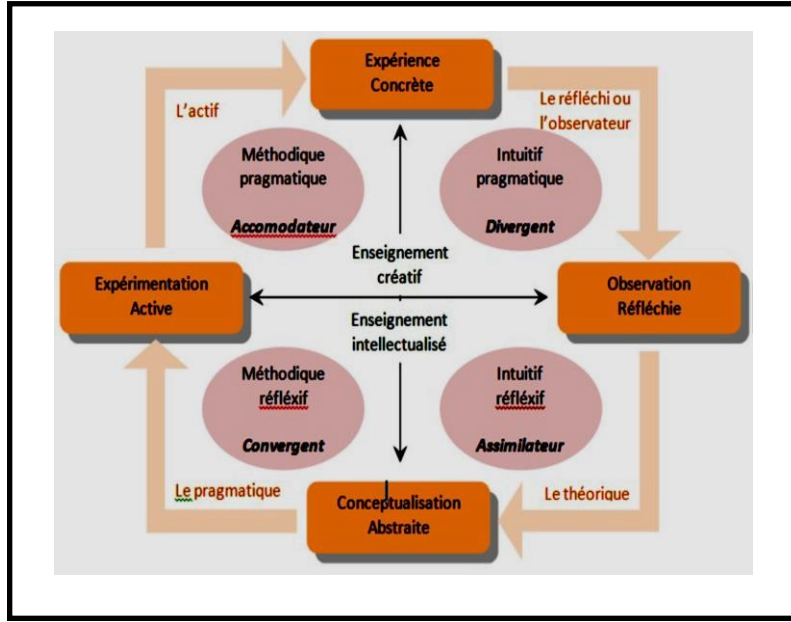 Expérience
Concrète
L'actif
Le réfléchi ou
l'observateur
Méthodique
pragmatique
Accomodateur
Intuitif
pragmatique
Divergent
Enseignement
créatif
Expérimentation
Active
Observation
Réfléchie
Enseignement
intellectualisé
Méthodique
réfléxif
Convergent
Intuitif
réfléxif
Assimilateur
Le pragmatique
Conceptualisation
Abstraite
Le théorique